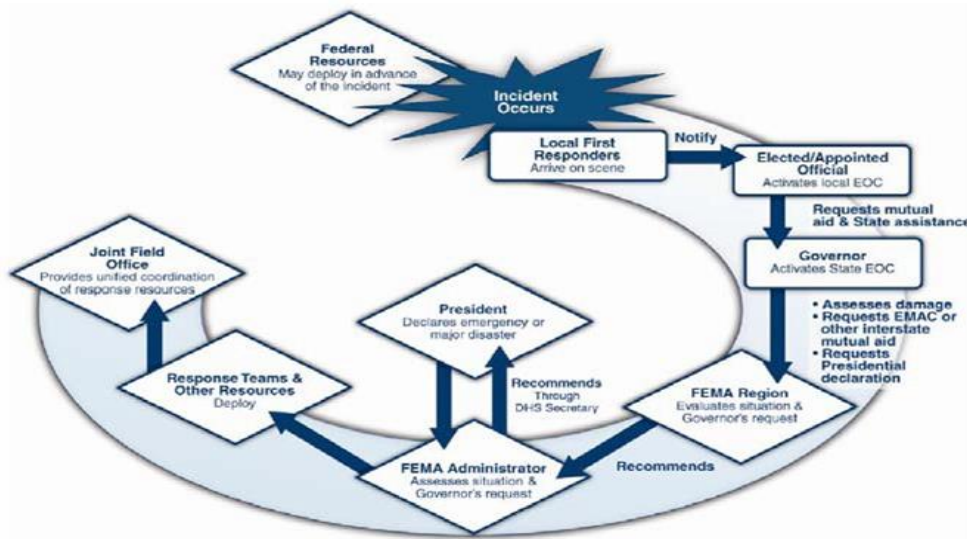 Federal
Resources
May deploy in advance
of the incident
Incident
Occurs
Local First
Responders
Arrive on scene
Notify
Elected/Appointed
Official
Activates local EOC
Requests mutual
aid & State assistance
Governor
Activates State EOC
• Assesses damage
• Requests EMAC or
other interstate
mutual aid
• Requests
Presidential
declaration
FEMA Region
Evaluates situation &
Governor's request
Recommends
FEMA Administrator
Assesses situation &
Governor's request
Recommends
Through
DHS Secretary
President
Declares emergency or
major disaster
Response Teams &
Other Resources
Deploy
Joint Field
Office
Provides unified coordination
of response resources